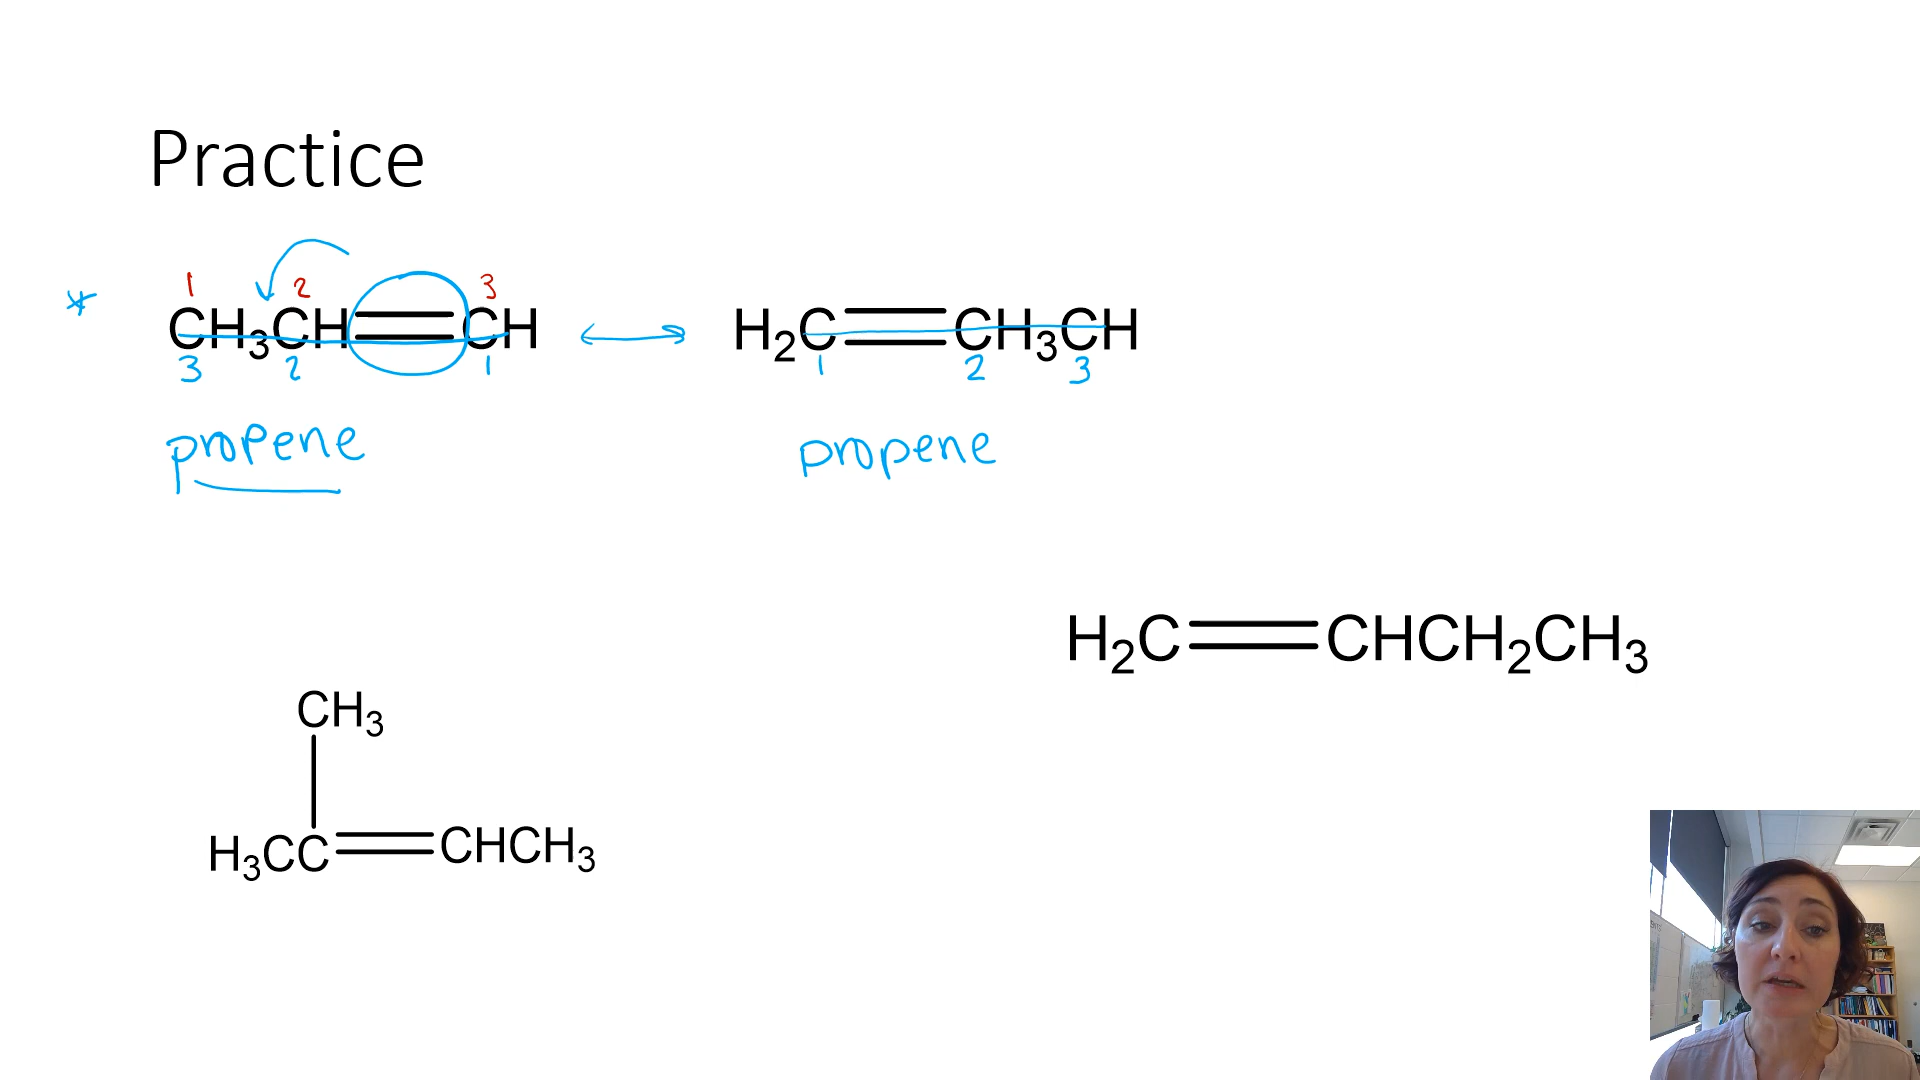 Practice
1 2 3
* CH₃CH=CH ↔ H₂C=CH₃CH
3 2 1 1 2 3
propene propene
H₂C=CHCH₂CH₃
CH₃
H₃CC=CHCH₃